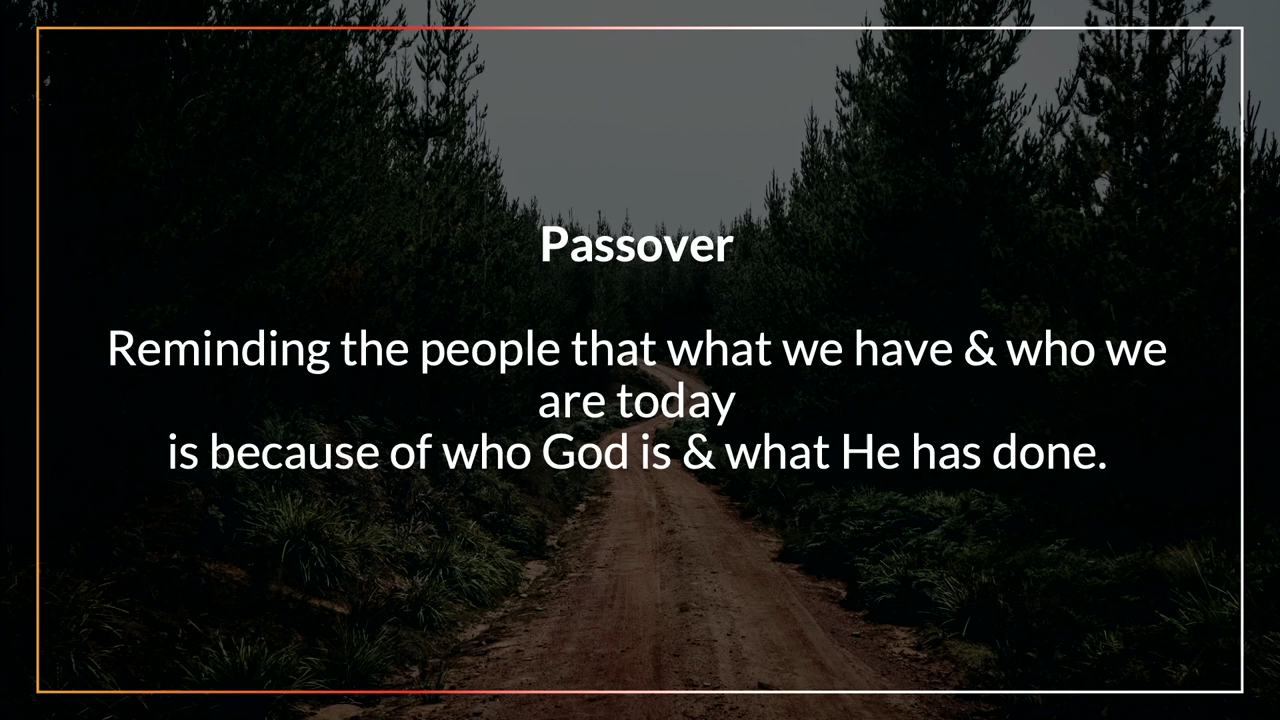 Passover
Reminding the people that what we have & who we
are today
is because of who God is & what He has done.